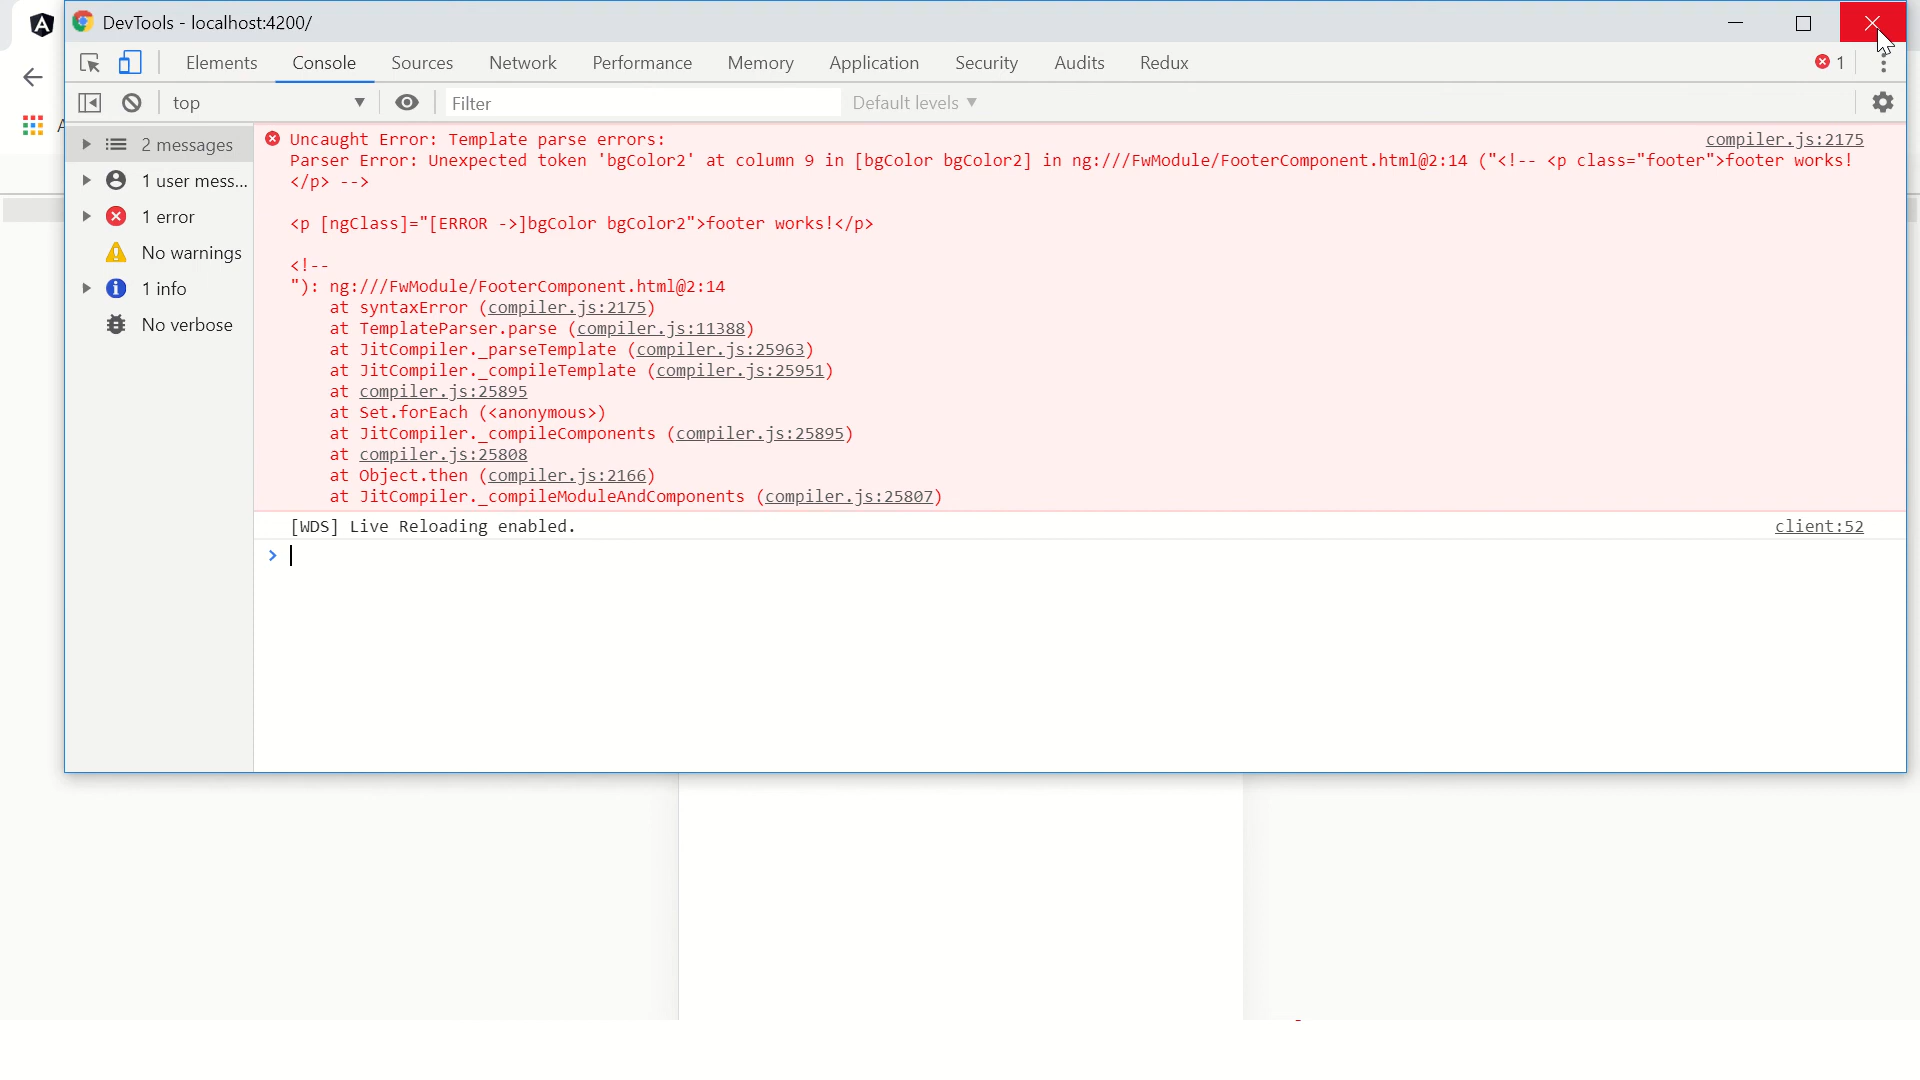 DevTools - localhost:4200/
Elements Console Sources Network Performance Memory Application Security Audits Redux 1
top Filter Default levels
2 messages
1 user mess...
1 error
No warnings
1 info
No verbose
Uncaught Error: Template parse errors: compiler.js:2175
Parser Error: Unexpected token 'bgColor2' at column 9 in [bgColor bgColor2] in ng:///FwModule/FooterComponent.html@2:14 ("<!-- <p class="footer">footer works!
</p> -->
<p [ngClass]="[ERROR ->]bgColor bgColor2">footer works!</p>
<!--
"): ng:///FwModule/FooterComponent.html@2:14
at syntaxError (compiler.js:2175)
at TemplateParser.parse (compiler.js:11388)
at JitCompiler._parseTemplate (compiler.js:25963)
at JitCompiler._compileTemplate (compiler.js:25951)
at compiler.js:25895
at Set.forEach (<anonymous>)
at JitCompiler._compileComponents (compiler.js:25895)
at compiler.js:25808
at Object.then (compiler.js:2166)
at JitCompiler._compileModuleAndComponents (compiler.js:25807)
[WDS] Live Reloading enabled. client:52
>